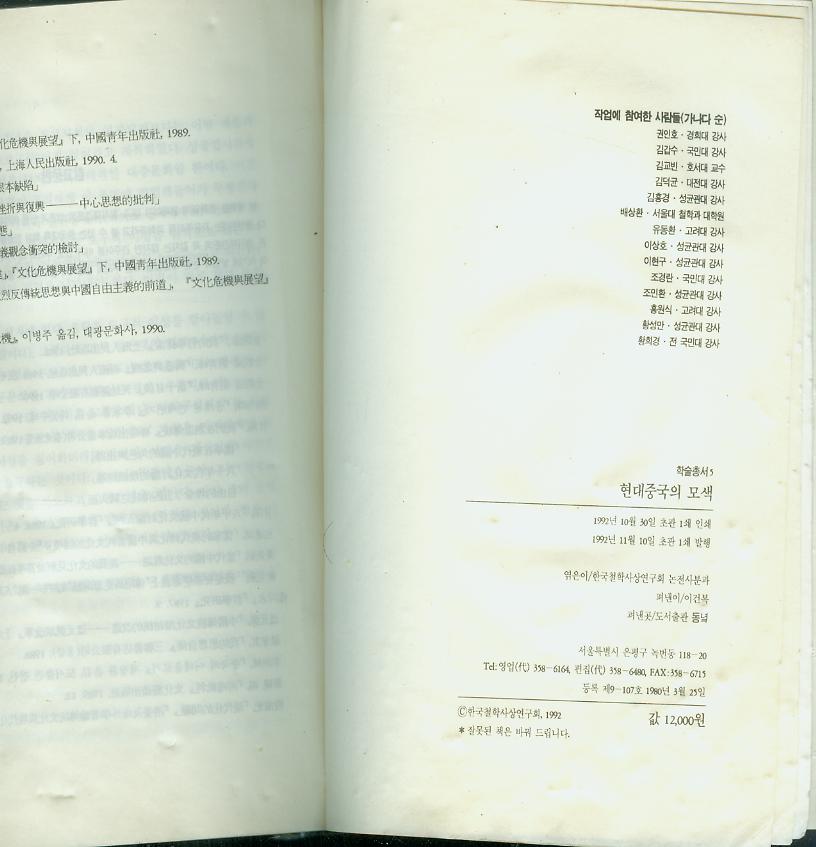 化危機與展望』下, 中國靑年出版社, 1989.
, 上海人民出版社, 1990. 4.
根本缺陷」
挫折與復興———中心思想的批判」
態」
義觀念衝突的檢討」
』,『文化危機與展望』下, 中國靑年出版社, 1989.
烈反傳統思想與中國自由主義的前道」, 『文化危機與展望』
機』, 이병주 옮김, 대광문화사, 1990.
작업에 참여한 사람들(가나다 순)
권인호 · 경희대 강사
김갑수 · 국민대 강사
김교빈 · 호서대 교수
김덕균 · 대전대 강사
김홍경 · 성균관대 강사
배상환 · 서울대 철학과 대학원
유동환 · 고려대 강사
이상호 · 성균관대 강사
이현구 · 성균관대 강사
조경란 · 국민대 강사
조민환 · 성균관대 강사
홍원식 · 고려대 강사
황성만 · 성균관대 강사
황희경 · 전 국민대 강사
학술총서 5
현대중국의 모색
1992년 10월 30일 초판 1쇄 인쇄
1992년 11월 10일 초판 1쇄 발행
엮은이/한국철학사상연구회 논전사분과
펴낸이/이건복
펴낸곳/도서출판 동녘
서울특별시 은평구 녹번동 118-20
Tel:영업(代) 358-6164, 편집(代) 358-6480, FAX:358-6715
등록 제9-107호 1980년 3월 25일
ⓒ한국철학사상연구회, 1992
값 12,000원
* 잘못된 책은 바꿔 드립니다.